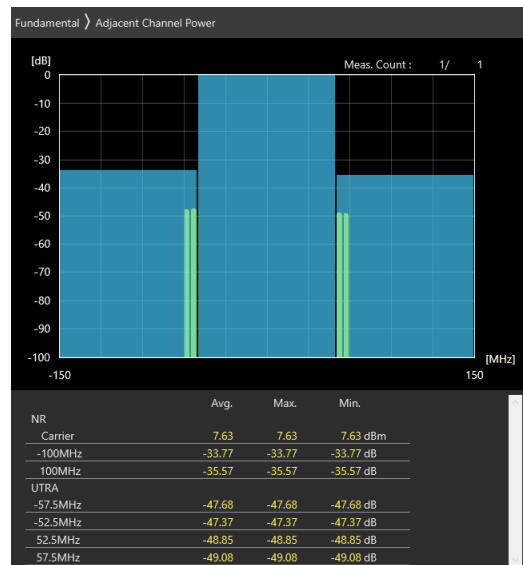 Fundamental ❯ Adjacent Channel Power
[dB]
Meas. Count : 1/ 1
0
-10
-20
-30
-40
-50
-60
-70
-80
-90
-100
[MHz]
-150 150
Avg. Max. Min.
NR
Carrier 7.63 7.63 7.63 dBm
-100MHz -33.77 -33.77 -33.77 dB
100MHz -35.57 -35.57 -35.57 dB
UTRA
-57.5MHz -47.68 -47.68 -47.68 dB
-52.5MHz -47.37 -47.37 -47.37 dB
52.5MHz -48.85 -48.85 -48.85 dB
57.5MHz -49.08 -49.08 -49.08 dB